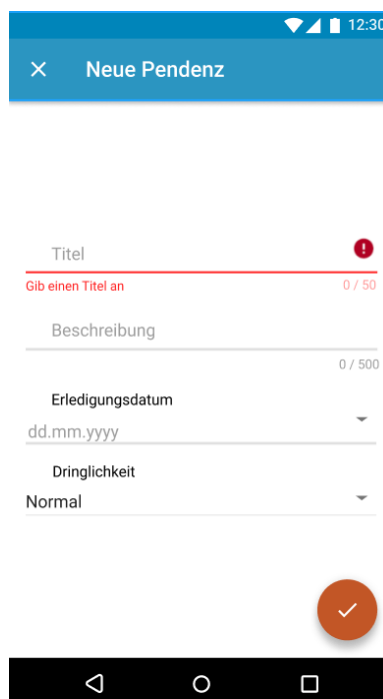 12:30
Neue Pendenz
Titel
Gib einen Titel an
0 / 50
Beschreibung
0 / 500
Erledigungsdatum
dd.mm.yyyy
Dringlichkeit
Normal